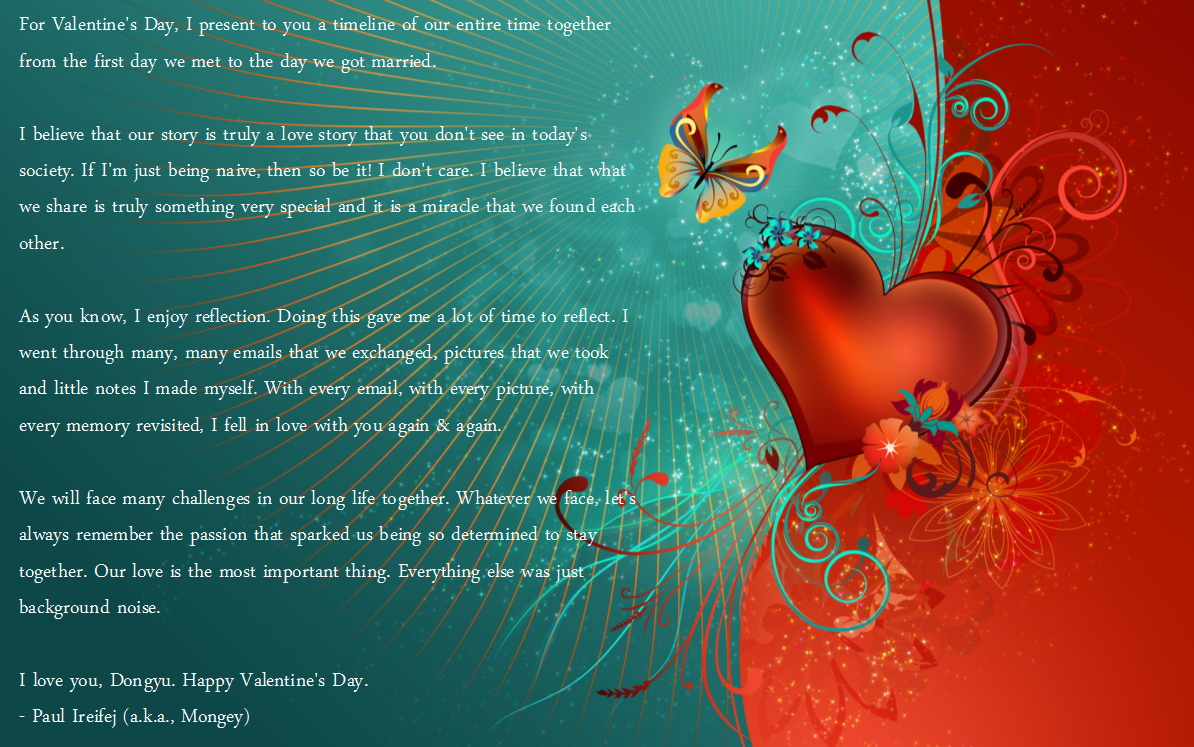 For Valentine's Day, I present to you a timeline of our entire time together
from the first day we met to the day we got married.
I believe that our story is truly a love story that you don't see in today's
society. If I'm just being naive, then so be it! I don't care. I believe that what
we share is truly something very special and it is a miracle that we found each
other.
As you know, I enjoy reflection. Doing this gave me a lot of time to reflect. I
went through many, many emails that we exchanged, pictures that we took
and little notes I made myself. With every email, with every picture, with
every memory revisited, I fell in love with you again & again.
We will face many challenges in our long life together. Whatever we face, let's
always remember the passion that sparked us being so determined to stay
together. Our love is the most important thing. Everything else was just
background noise.
I love you, Dongyu. Happy Valentine's Day.
- Paul Ireifej (a.k.a., Mongey)